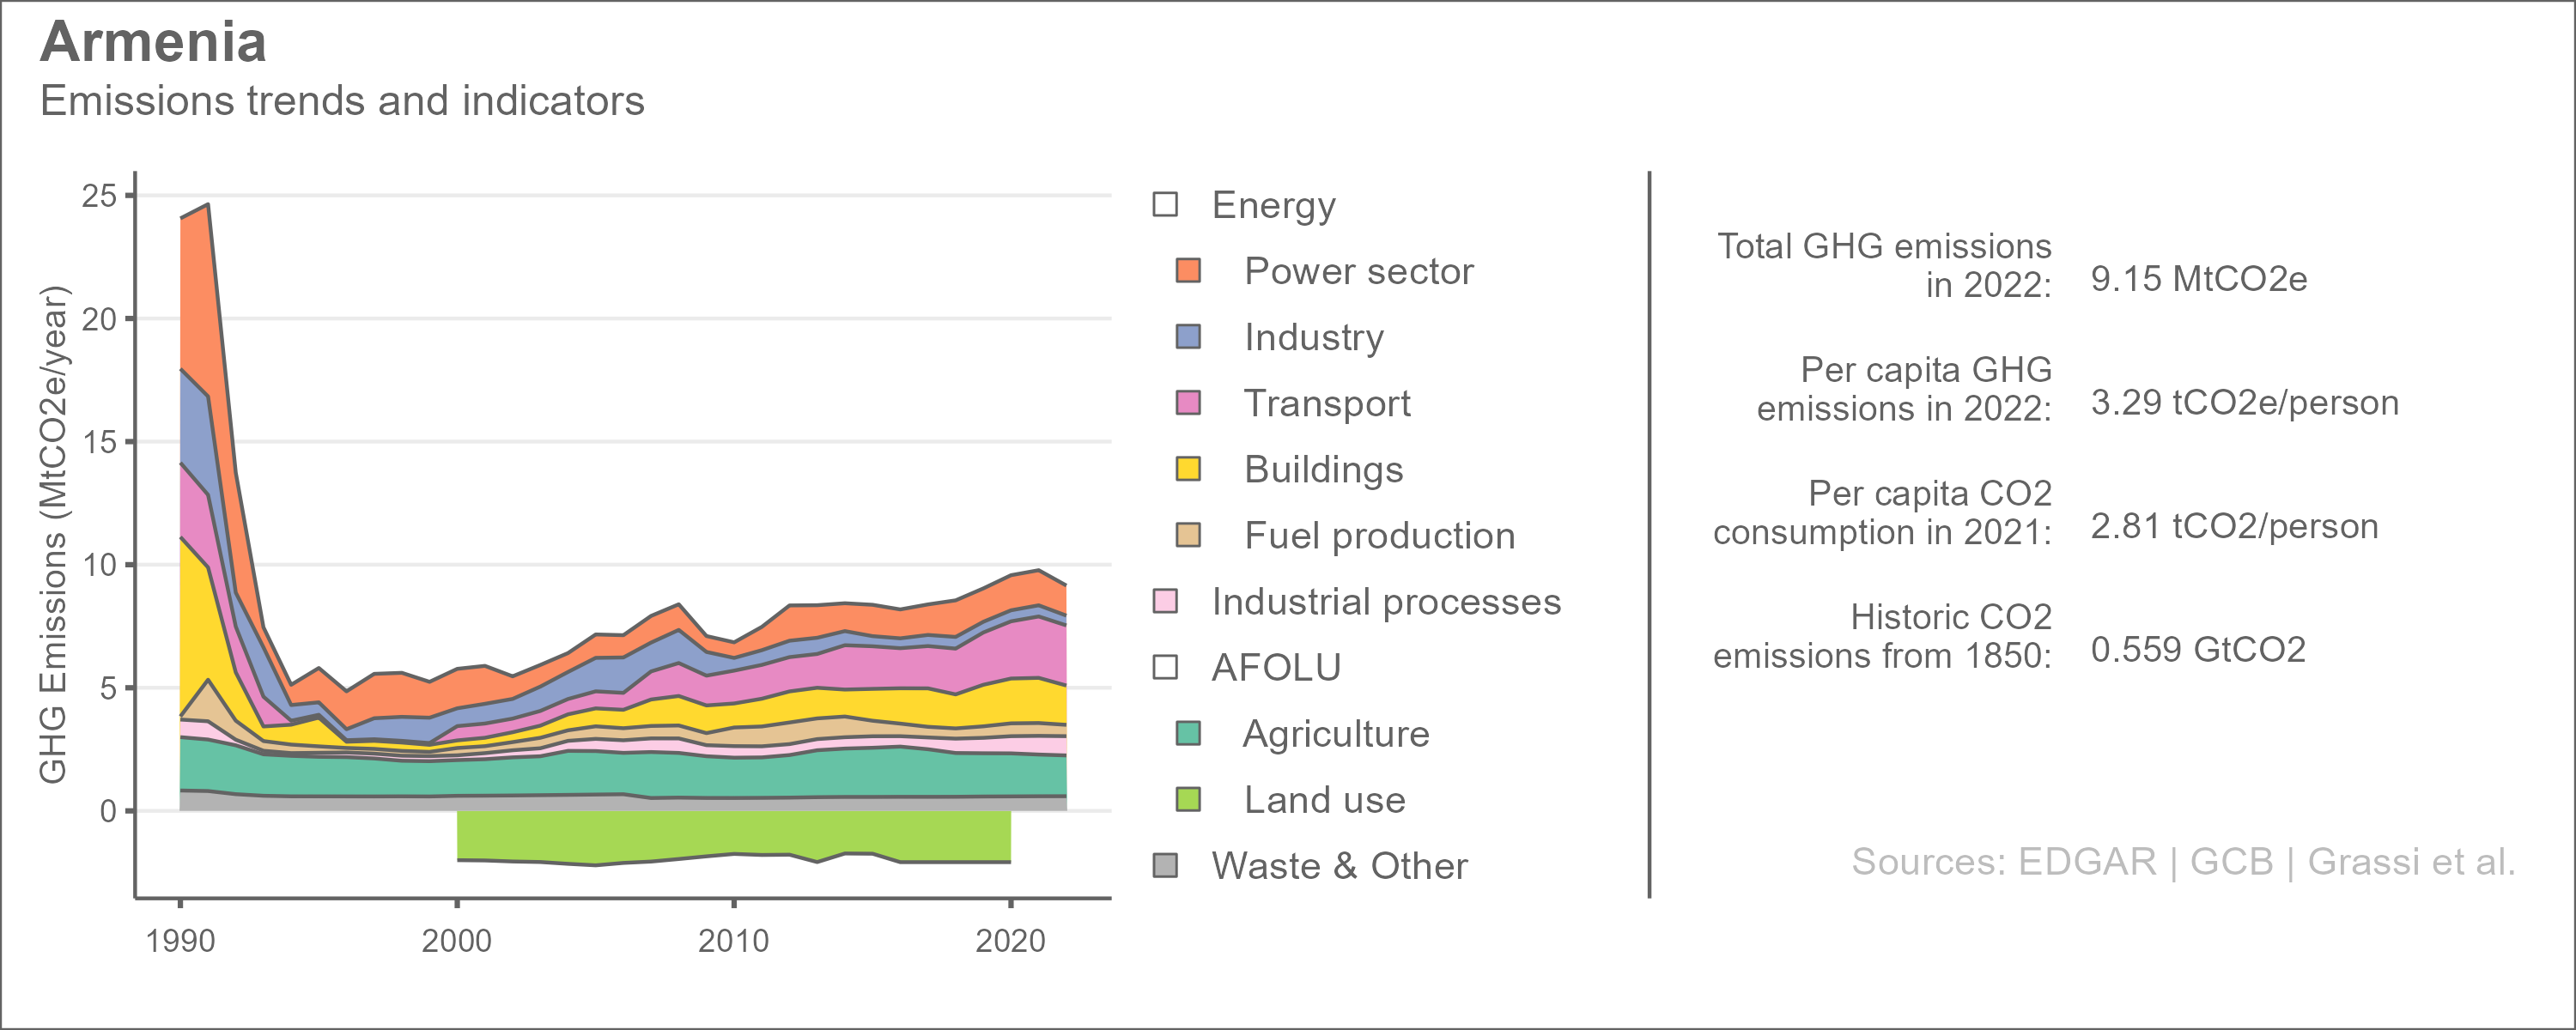 Armenia
Emissions trends and indicators
GHG Emissions (MtCO2e/year)
25
20
15
10
5
0
1990
2000
2010
2020
Energy
Power sector
Industry
Transport
Buildings
Fuel production
Industrial processes
AFOLU
Agriculture
Land use
Waste & Other
Total GHG emissions
in 2022:
9.15 MtCO2e
Per capita GHG
emissions in 2022:
3.29 tCO2e/person
Per capita CO2
consumption in 2021:
2.81 tCO2/person
Historic CO2
emissions from 1850:
0.559 GtCO2
Sources: EDGAR | GCB | Grassi et al.